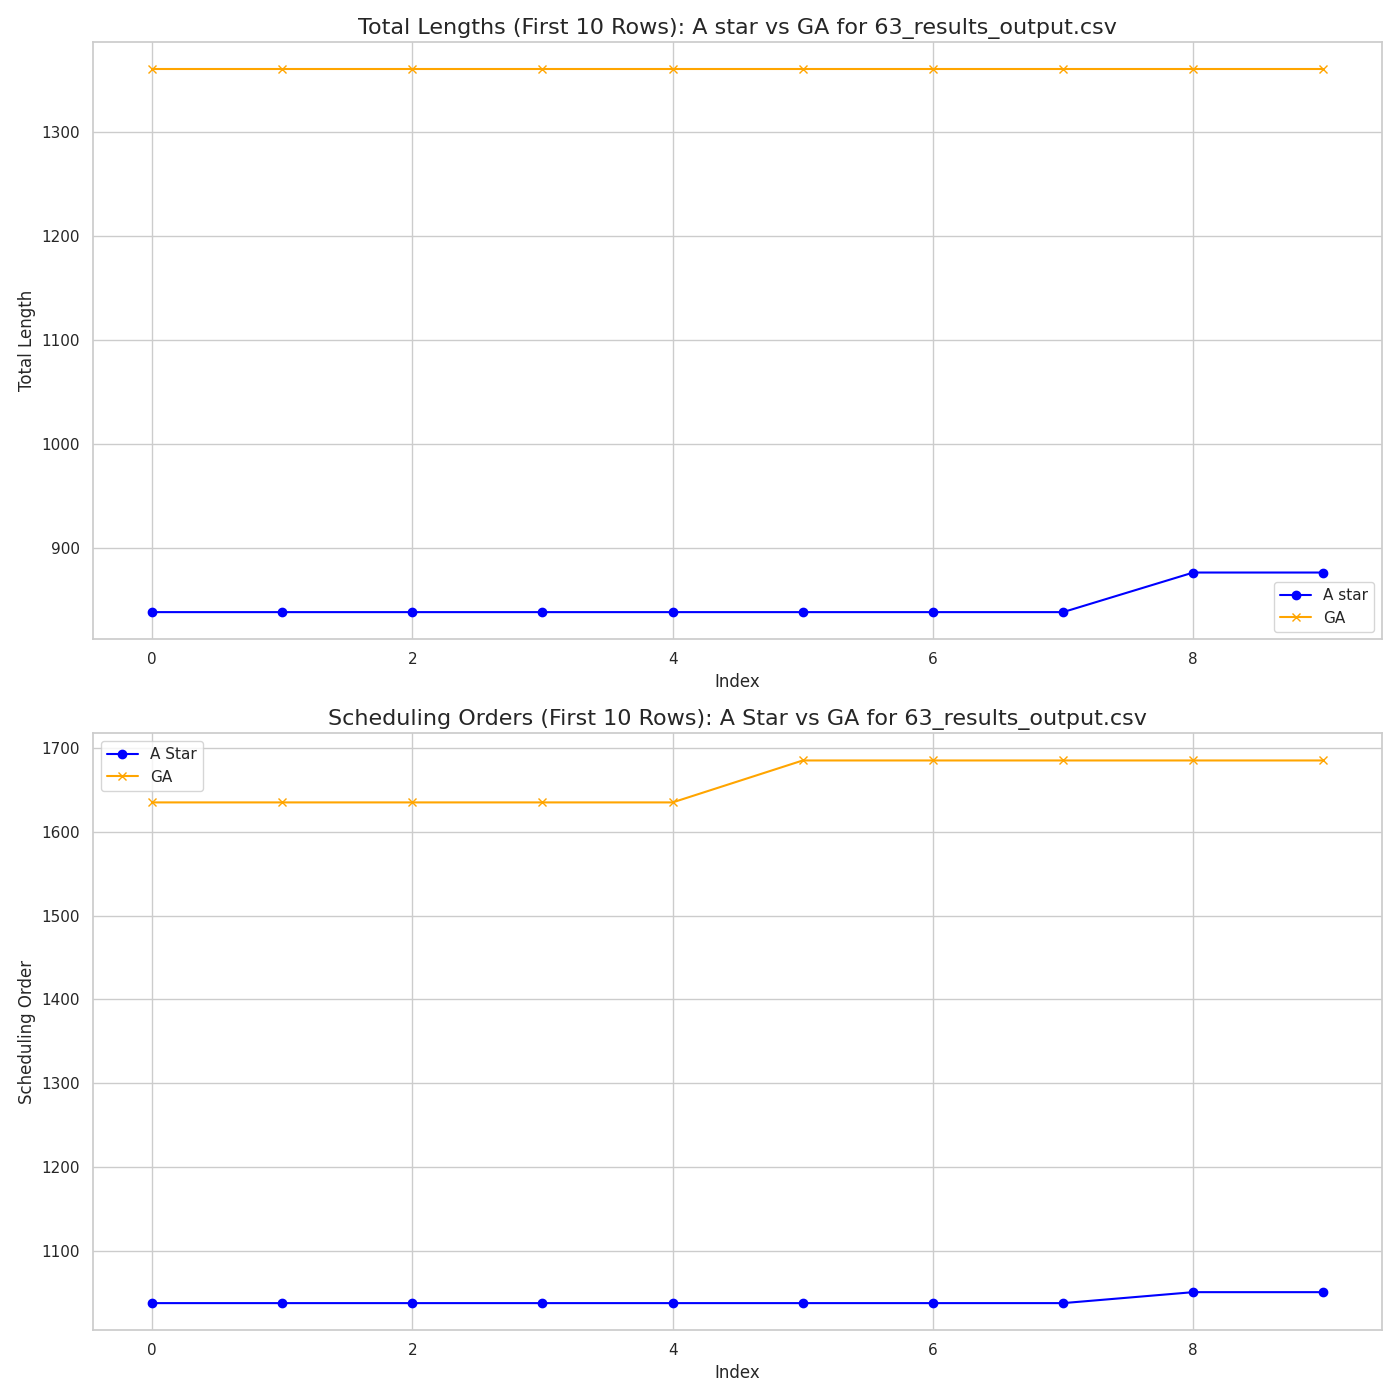 Total Lengths (First 10 Rows): A star vs GA for 63_results_output.csv
1300
1200
1100
1000
900
Total Length
A star
GA
0 2 4 6 8
Index
Scheduling Orders (First 10 Rows): A Star vs GA for 63_results_output.csv
A Star
GA
1700
1600
1500
1400
1300
1200
1100
Scheduling Order
0 2 4 6 8
Index